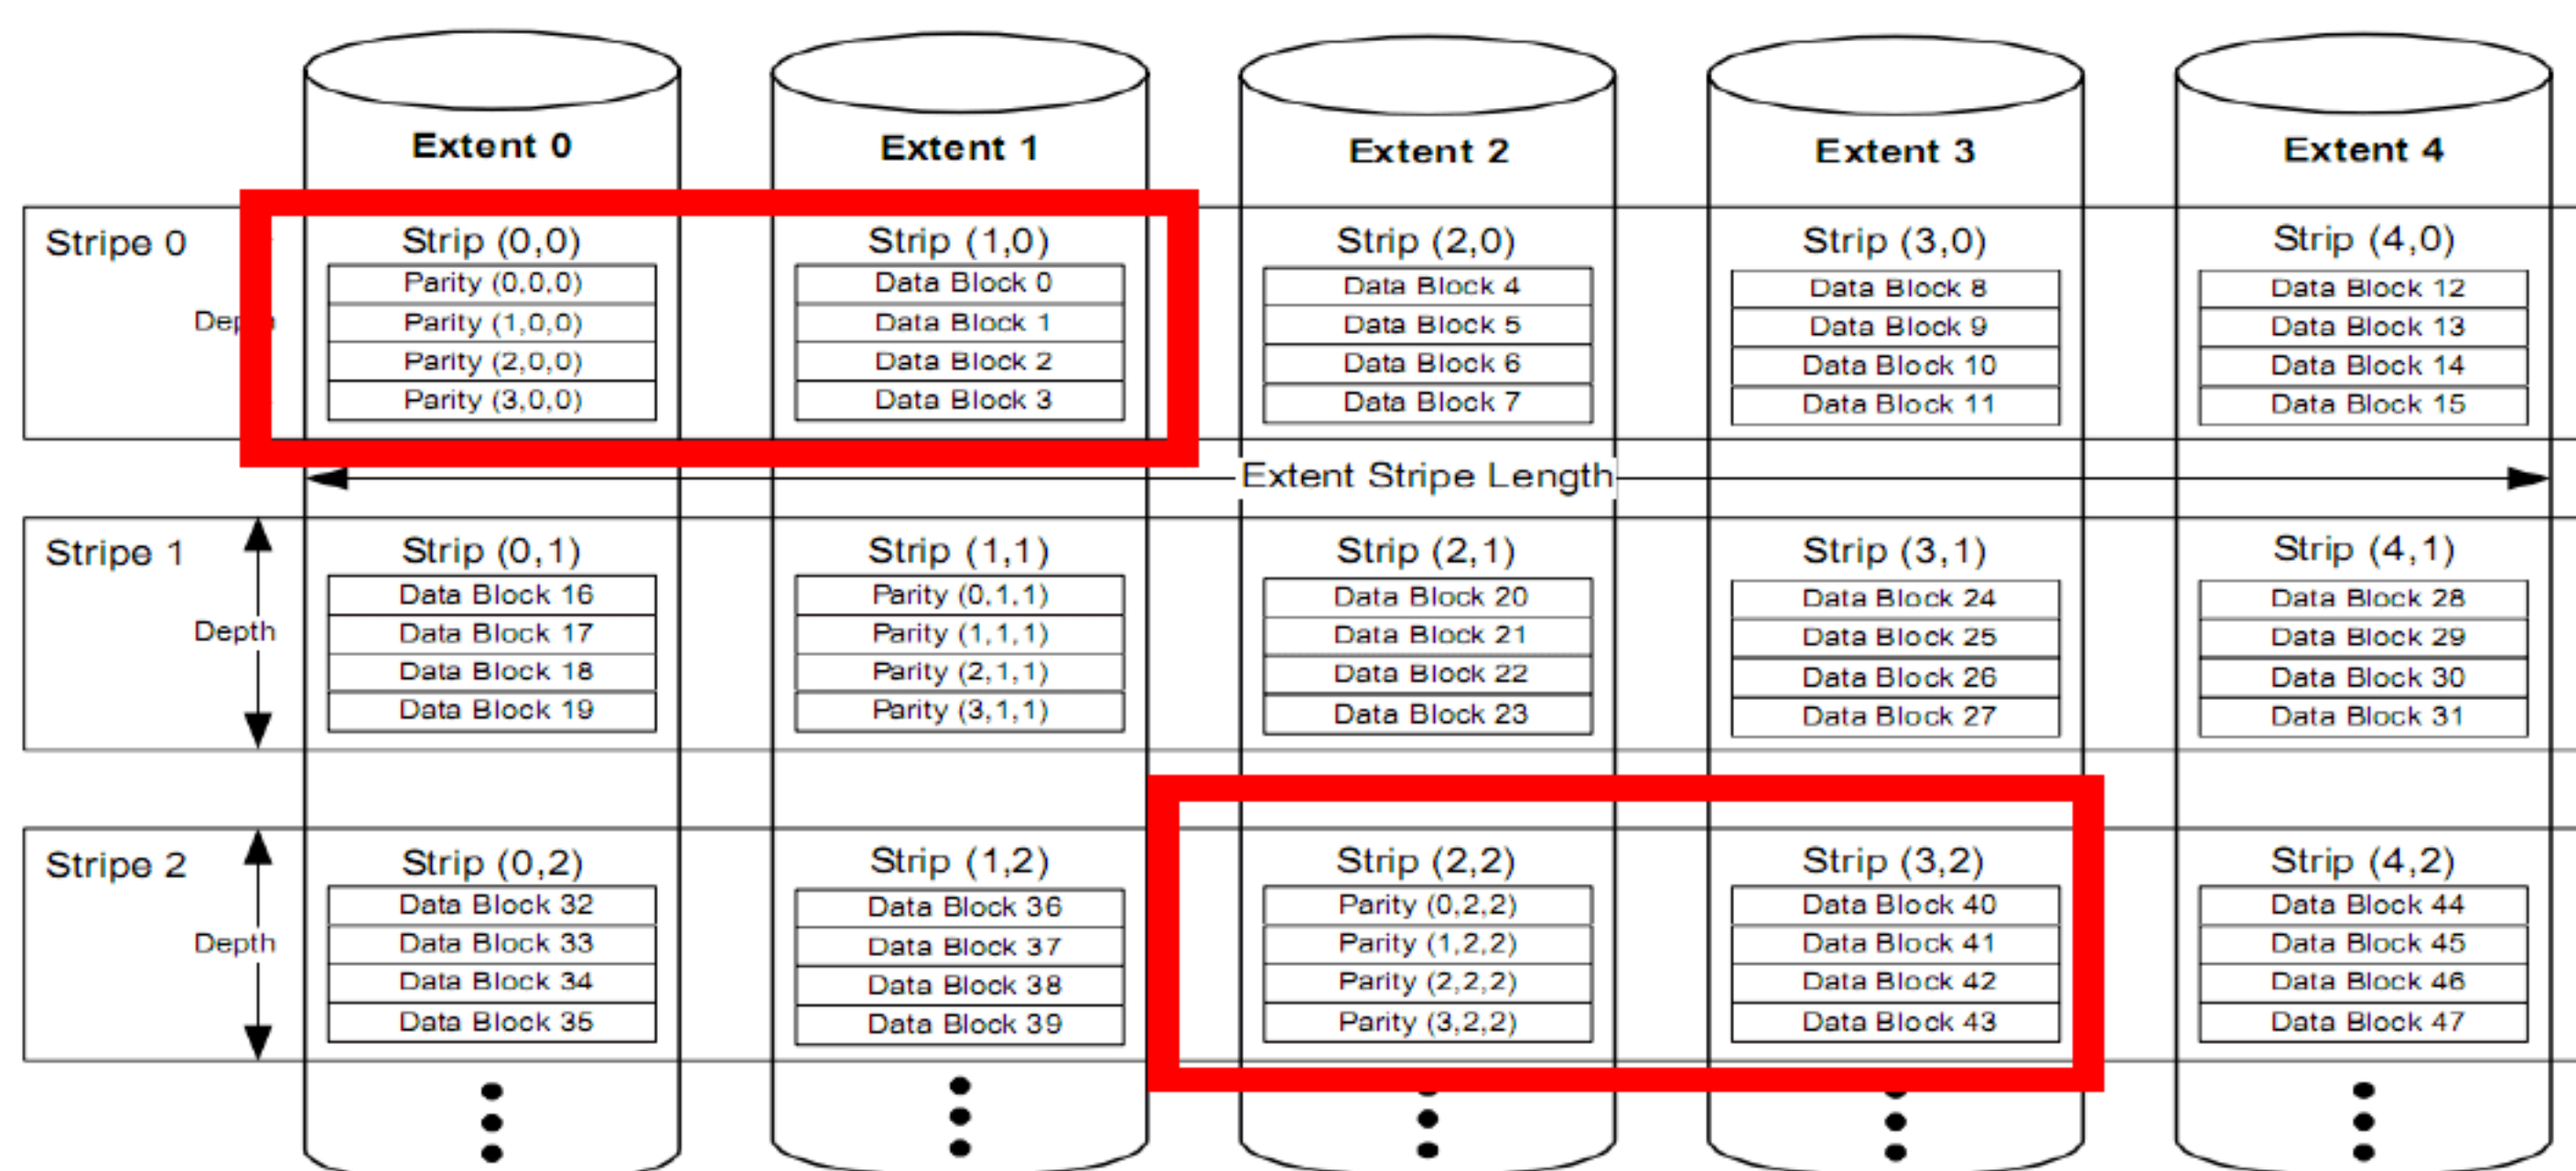 Extent 0 Extent 1 Extent 2 Extent 3 Extent 4
Stripe 0 Strip (0,0) Strip (1,0) Strip (2,0) Strip (3,0) Strip (4,0)
Parity (0,0,0) Data Block 0 Data Block 4 Data Block 8 Data Block 12
Parity (1,0,0) Data Block 1 Data Block 5 Data Block 9 Data Block 13
Parity (2,0,0) Data Block 2 Data Block 6 Data Block 10 Data Block 14
Parity (3,0,0) Data Block 3 Data Block 7 Data Block 11 Data Block 15
Extent Stripe Length
Stripe 1 Strip (0,1) Strip (1,1) Strip (2,1) Strip (3,1) Strip (4,1)
Data Block 16 Parity (0,1,1) Data Block 20 Data Block 24 Data Block 28
Depth Data Block 17 Parity (1,1,1) Data Block 21 Data Block 25 Data Block 29
Data Block 18 Parity (2,1,1) Data Block 22 Data Block 26 Data Block 30
Data Block 19 Parity (3,1,1) Data Block 23 Data Block 27 Data Block 31
Stripe 2 Strip (0,2) Strip (1,2) Strip (2,2) Strip (3,2) Strip (4,2)
Data Block 32 Data Block 36 Parity (0,2,2) Data Block 40 Data Block 44
Depth Data Block 33 Data Block 37 Parity (1,2,2) Data Block 41 Data Block 45
Data Block 34 Data Block 38 Parity (2,2,2) Data Block 42 Data Block 46
Data Block 35 Data Block 39 Parity (3,2,2) Data Block 43 Data Block 47